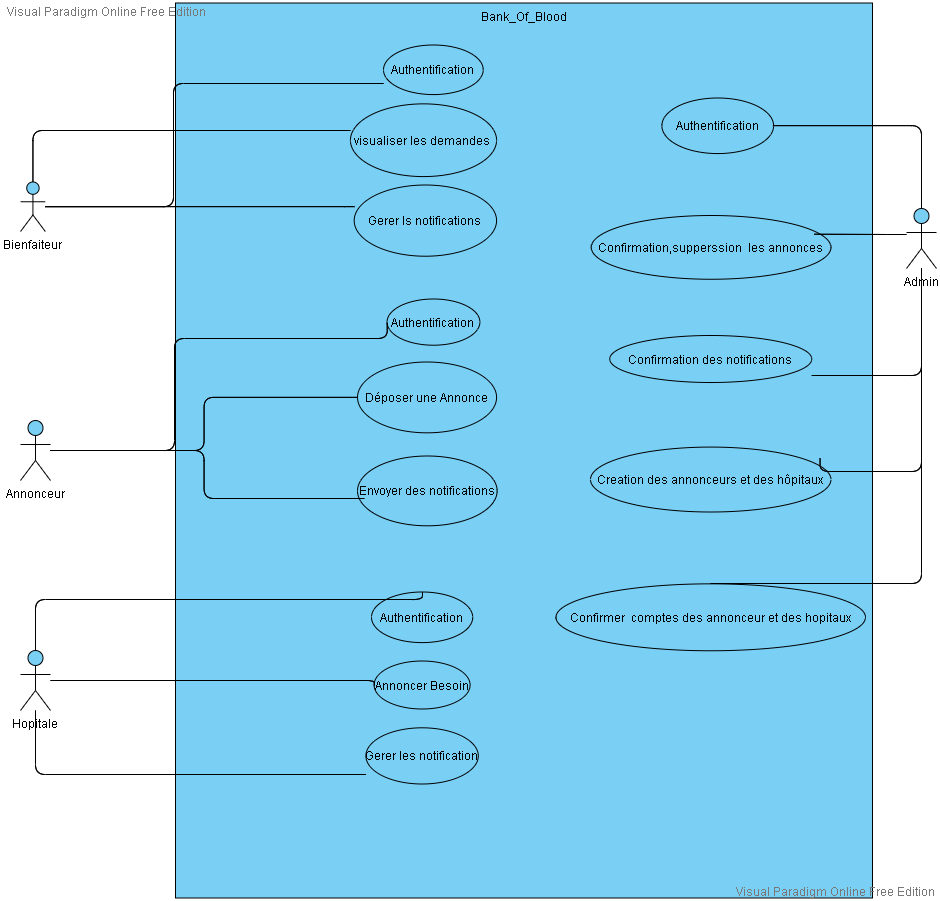 Visual Paradigm Online Free Edition
Bank_Of_Blood
Authentification
visualiser les demandes
Gerer ls notifications
Bienfaiteur
Authentification
Confirmation,supperssion les annonces
Admin
Authentification
Déposer une Annonce
Envoyer des notifications
Annonceur
Confirmation des notifications
Creation des annonceurs et des hôpitaux
Confirmer comptes des annonceur et des hopitaux
Authentification
Annoncer Besoin
Gerer les notification
Hopitale
Visual Paradigm Online Free Edition